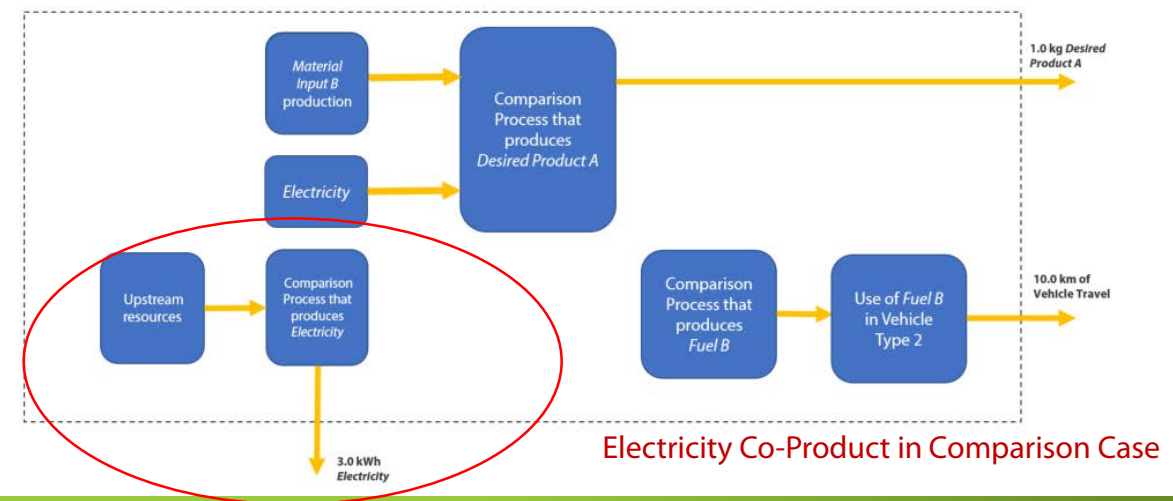 Material
Input B
production
Comparison
Process that
produces
Desired Product A
1.0 kg Desired
Product A
Electricity
Upstream
resources
Comparison
Process that
produces
Electricity
Comparison
Process that
produces
Fuel B
Use of Fuel B
in Vehicle
Type 2
10.0 km of
Vehicle Travel
3.0 kWh
Electricity
Electricity Co-Product in Comparison Case